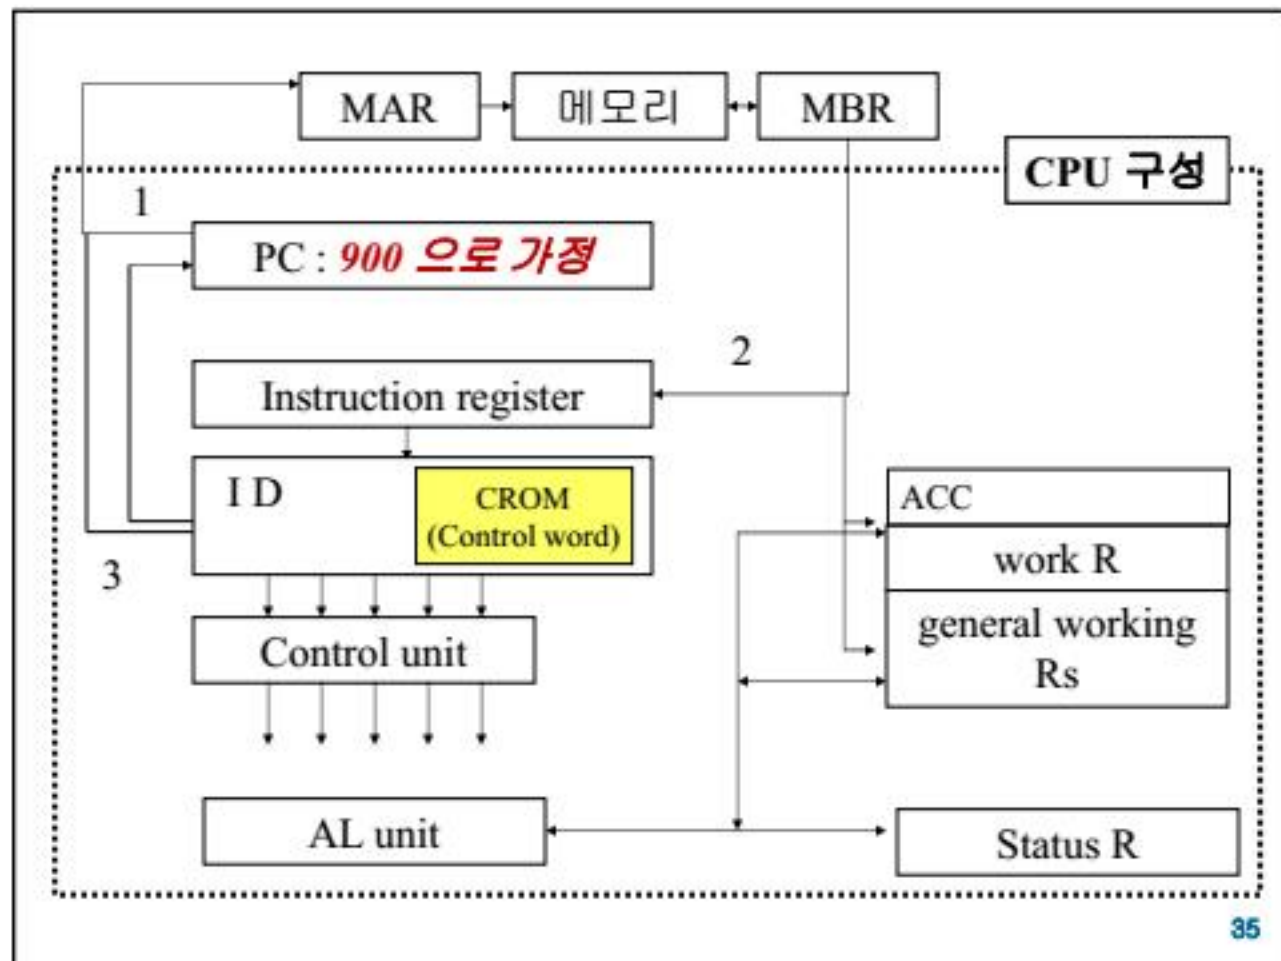 MAR
메모리
MBR
CPU 구성
1
PC : 900 으로 가정
2
Instruction register
I D
CROM
(Control word)
3
ACC
work R
general working
Rs
Control unit
AL unit
Status R
35